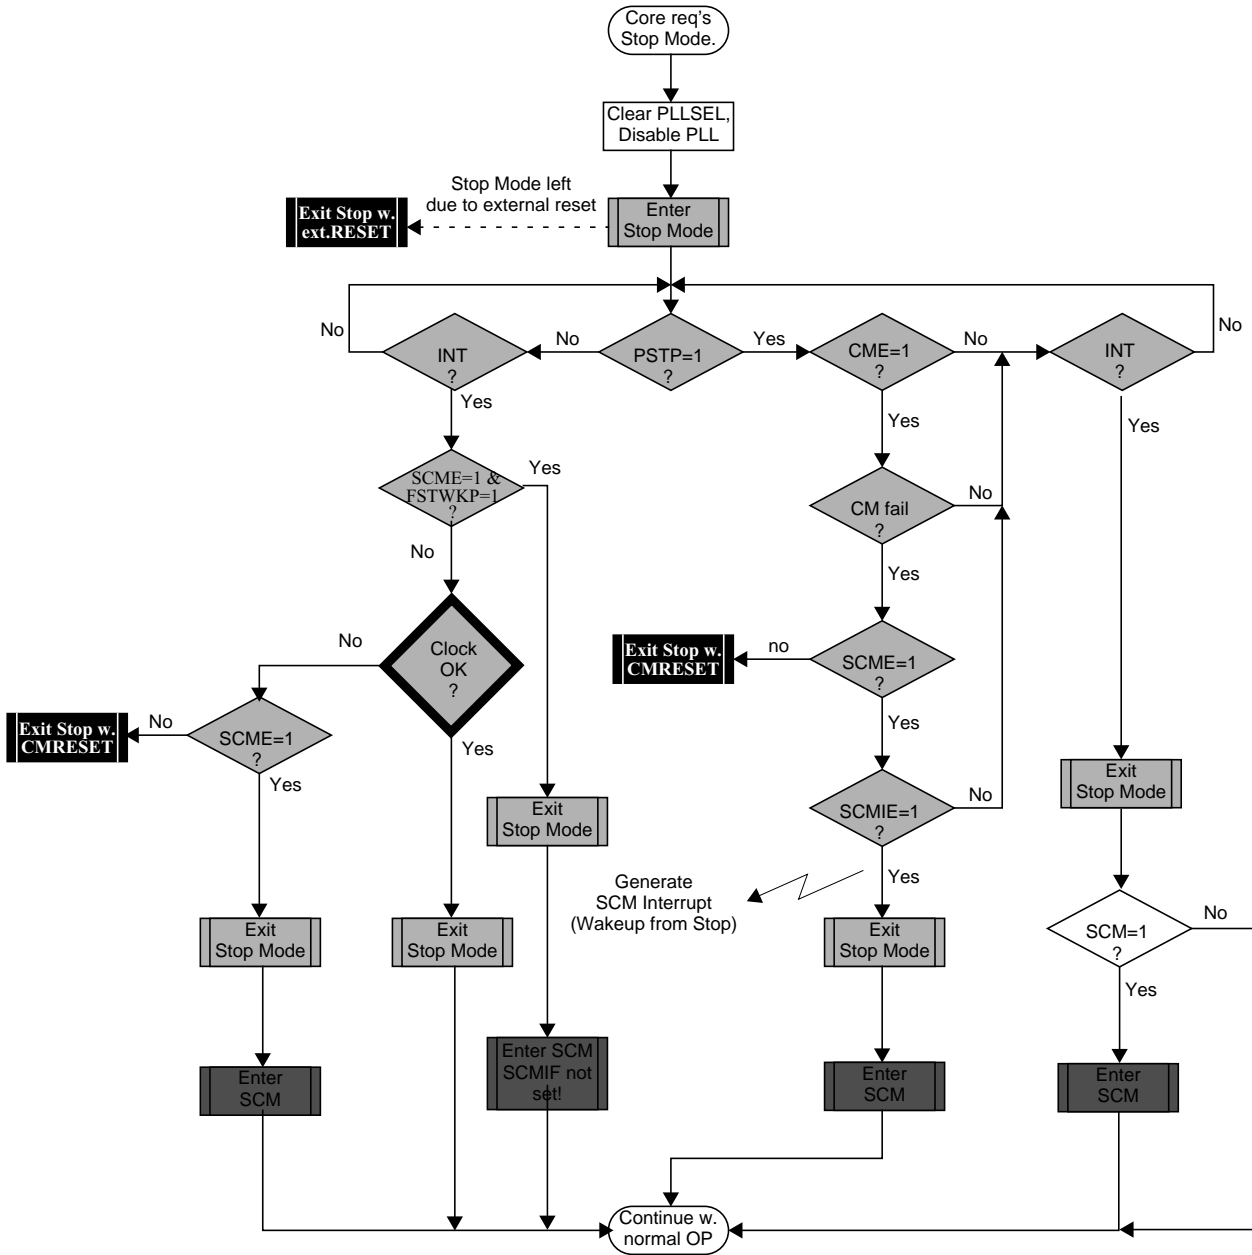 Core req's
Stop Mode.
Clear PLLSEL,
Disable PLL
Stop Mode left
due to external reset
Exit Stop w.
ext.RESET
Enter
Stop Mode
No
INT
?
No
PSTP=1
?
Yes
CME=1
?
No
INT
?
No
Yes
Yes
Yes
SCME=1 &
FSTWKP=1
?
Yes
CM fail
?
No
No
Yes
No
Clock
OK
?
Exit Stop w.
CMRESET
no
SCME=1
?
Exit Stop w.
CMRESET
No
SCME=1
?
Yes
Yes
Yes
Exit
Stop Mode
SCMIE=1
?
No
Exit
Stop Mode
Generate
SCM Interrupt
(Wakeup from Stop)
Yes
Exit
Stop Mode
Exit
Stop Mode
Exit
Stop Mode
SCM=1
?
No
Yes
Enter
SCM
Enter SCM
SCMIF not
set!
Enter
SCM
Enter
SCM
Continue w.
normal OP